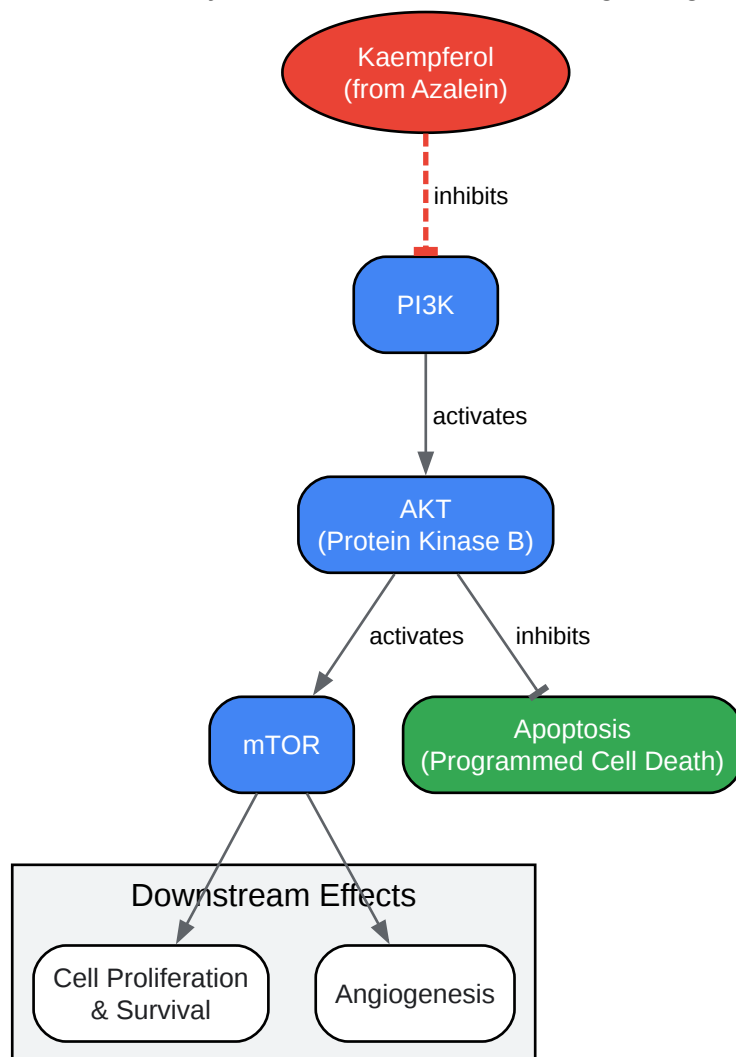 Kaempferol
(from Azalein)
inhibits
PI3K
activates
AKT
(Protein Kinase B)
activates
inhibits
mTOR
Apoptosis
(Programmed Cell Death)
Downstream Effects
Cell Proliferation
& Survival
Angiogenesis